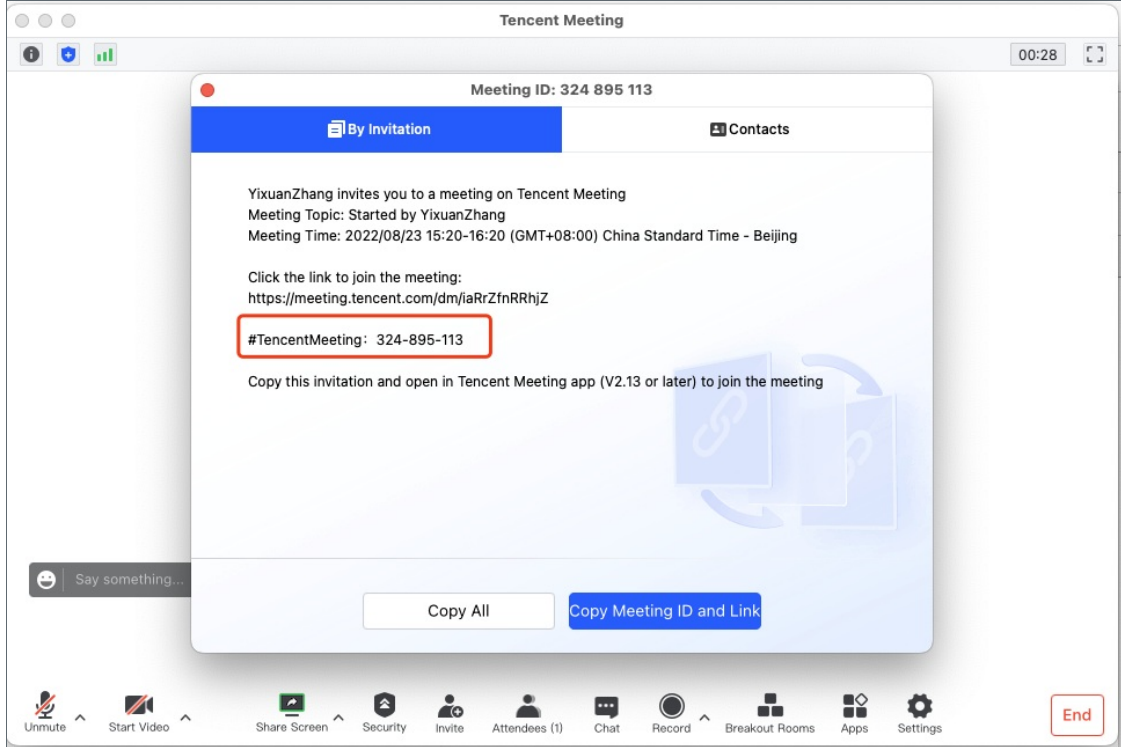 Tencent Meeting
00:28
Meeting ID: 324 895 113
By Invitation
Contacts
YixuanZhang invites you to a meeting on Tencent Meeting
Meeting Topic: Started by YixuanZhang
Meeting Time: 2022/08/23 15:20-16:20 (GMT+08:00) China Standard Time - Beijing
Click the link to join the meeting:
https://meeting.tencent.com/dm/iaRrZfnRRhjZ
#TencentMeeting：324-895-113
Copy this invitation and open in Tencent Meeting app (V2.13 or later) to join the meeting
Say something...
Copy All
Copy Meeting ID and Link
Unmute
Start Video
Share Screen
Security
Invite
Attendees (1)
Chat
Record
Breakout Rooms
Apps
Settings
End